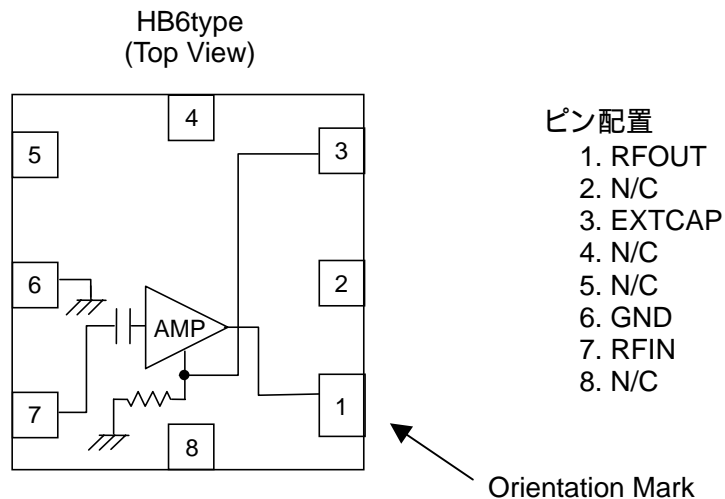 HB6type
(Top View)
4
5
3
6
2
AMP
7
1
8
ピン配置
1. RFOUT
2. N/C
3. EXTCAP
4. N/C
5. N/C
6. GND
7. RFIN
8. N/C
Orientation Mark